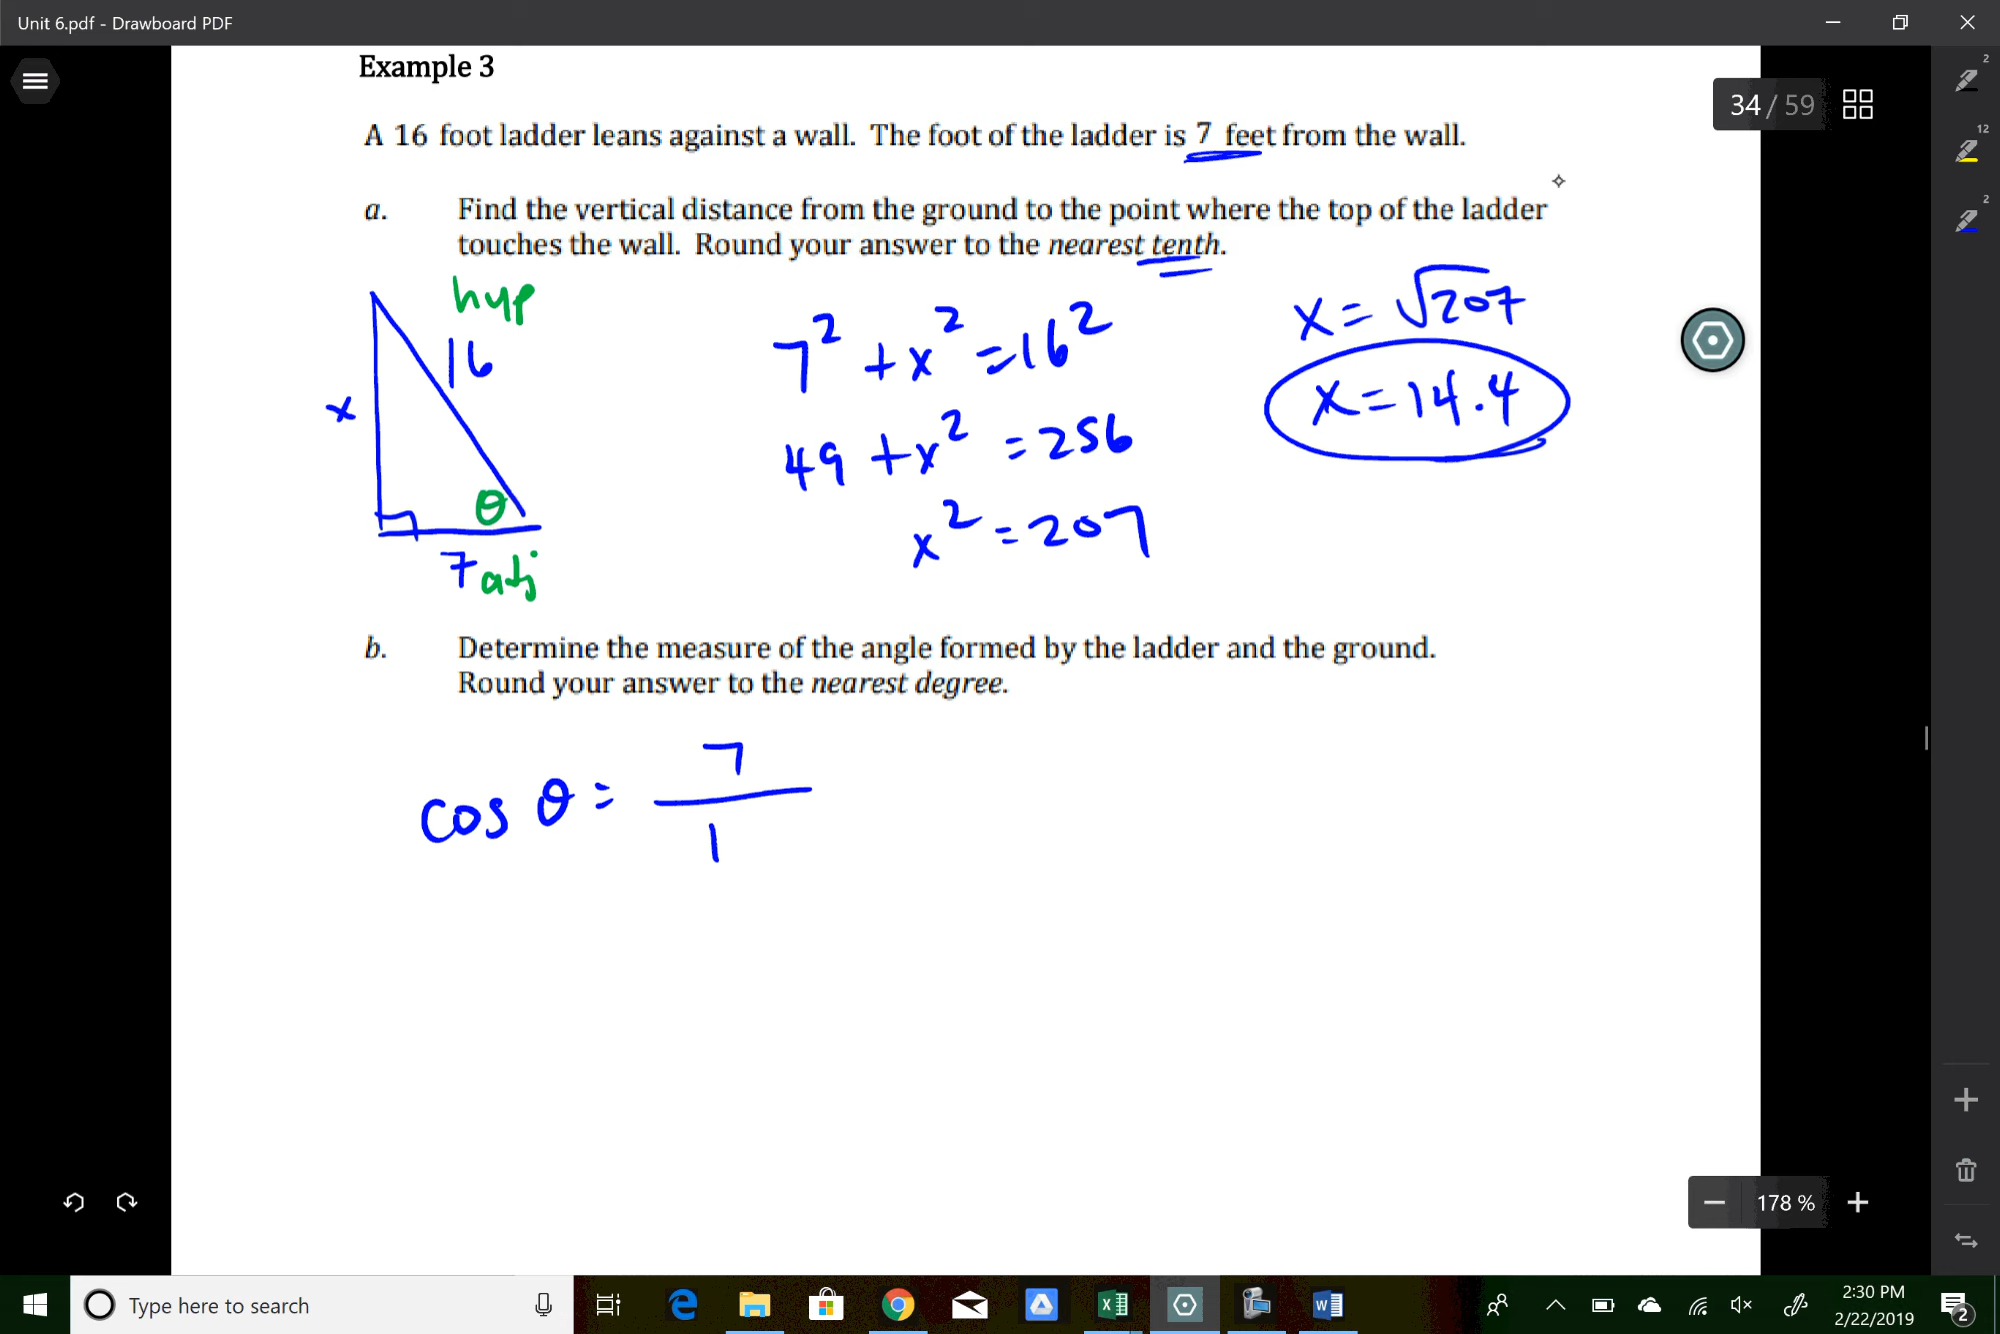 Unit 6.pdf - Drawboard PDF
Example 3
34 / 59
2
A 16 foot ladder leans against a wall. The foot of the ladder is 7 feet from the wall.
12
a. Find the vertical distance from the ground to the point where the top of the ladder
touches the wall. Round your answer to the nearest tenth.
2
hyp
16
x
θ
7 adj
7² + x² = 16²
49 + x² = 256
x² = 207
x = √207
x = 14.4
b. Determine the measure of the angle formed by the ladder and the ground.
Round your answer to the nearest degree.
cos θ = 7
1
178 %
Type here to search
2:30 PM
2/22/2019
2